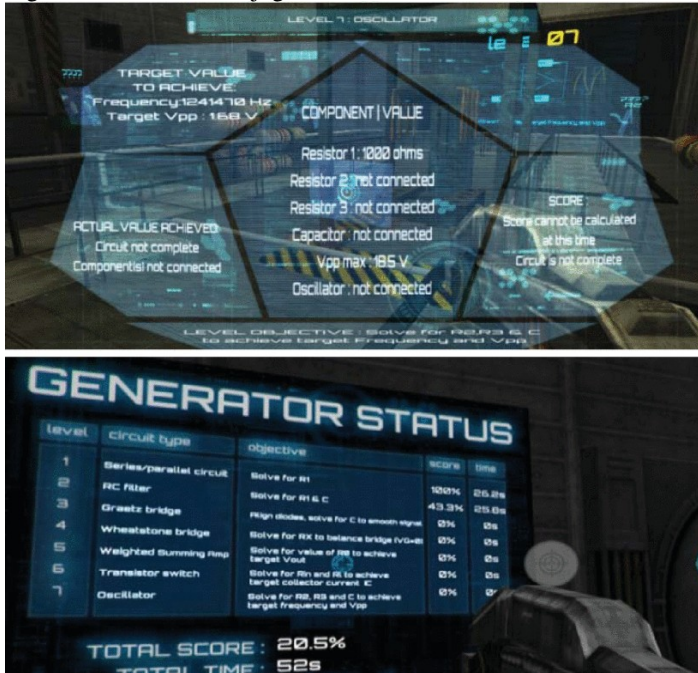 LEVEL 7 : OSCILLATOR
07
TARGET VALUE
TO ACHIEVE:
Frequency:1241470 Hz
Target Vpp : 1.68 V
COMPONENT | VALUE
Resistor 1 : 1000 ohms
Resistor 2 : not connected
Resistor 3 : not connected
Capacitor : not connected
Vpp max : 18.5 V
Oscillator : not connected
ACTUAL VALUE ACHIEVED:
Circuit not complete
Component(s) not connected
SCORE :
Score cannot be calculated
at this time
Circuit is not complete
LEVEL OBJECTIVE : Solve for R2,R3 & C
to achieve target Frequency and Vpp
GENERATOR STATUS
level circuit type objective score time
1 Series/parallel circuit Solve for R1 100% 26.2s
2 RC filter Solve for R1 & C 43.3% 25.8s
3 Graetz bridge Align diodes, solve for C to smooth signal 0% 0s
4 Wheatstone bridge Solve for RX to balance bridge (VG=0) 0% 0s
5 Weighted Summing Amp Solve for value of to achieve
target Vout 0% 0s
6 Transistor switch Solve for Rin and to achieve
target collector current IC 0% 0s
7 Oscillator Solve for R2, R3 and C to achieve
target frequency and Vpp
TOTAL SCORE : 20.5%
TOTAL TIME : 52s